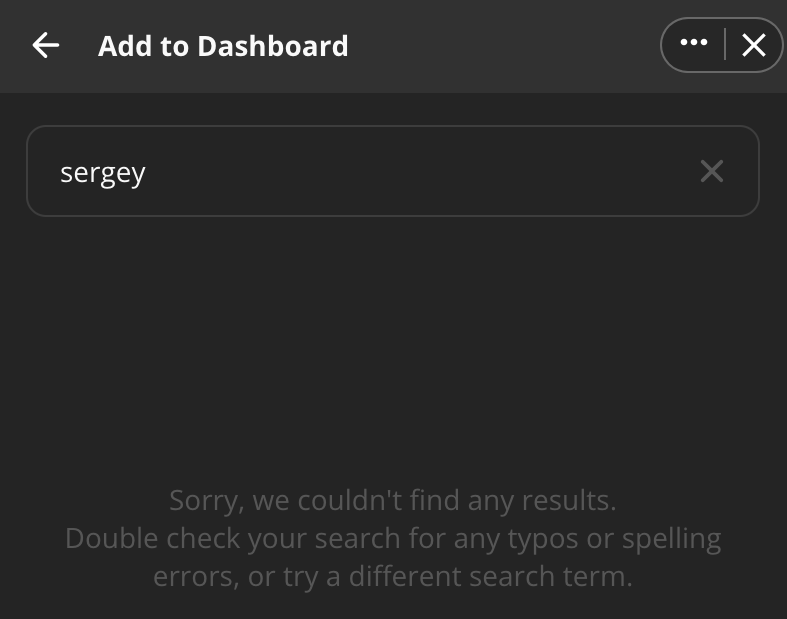 Add to Dashboard
sergey
Sorry, we couldn't find any results.
Double check your search for any typos or spelling
errors, or try a different search term.